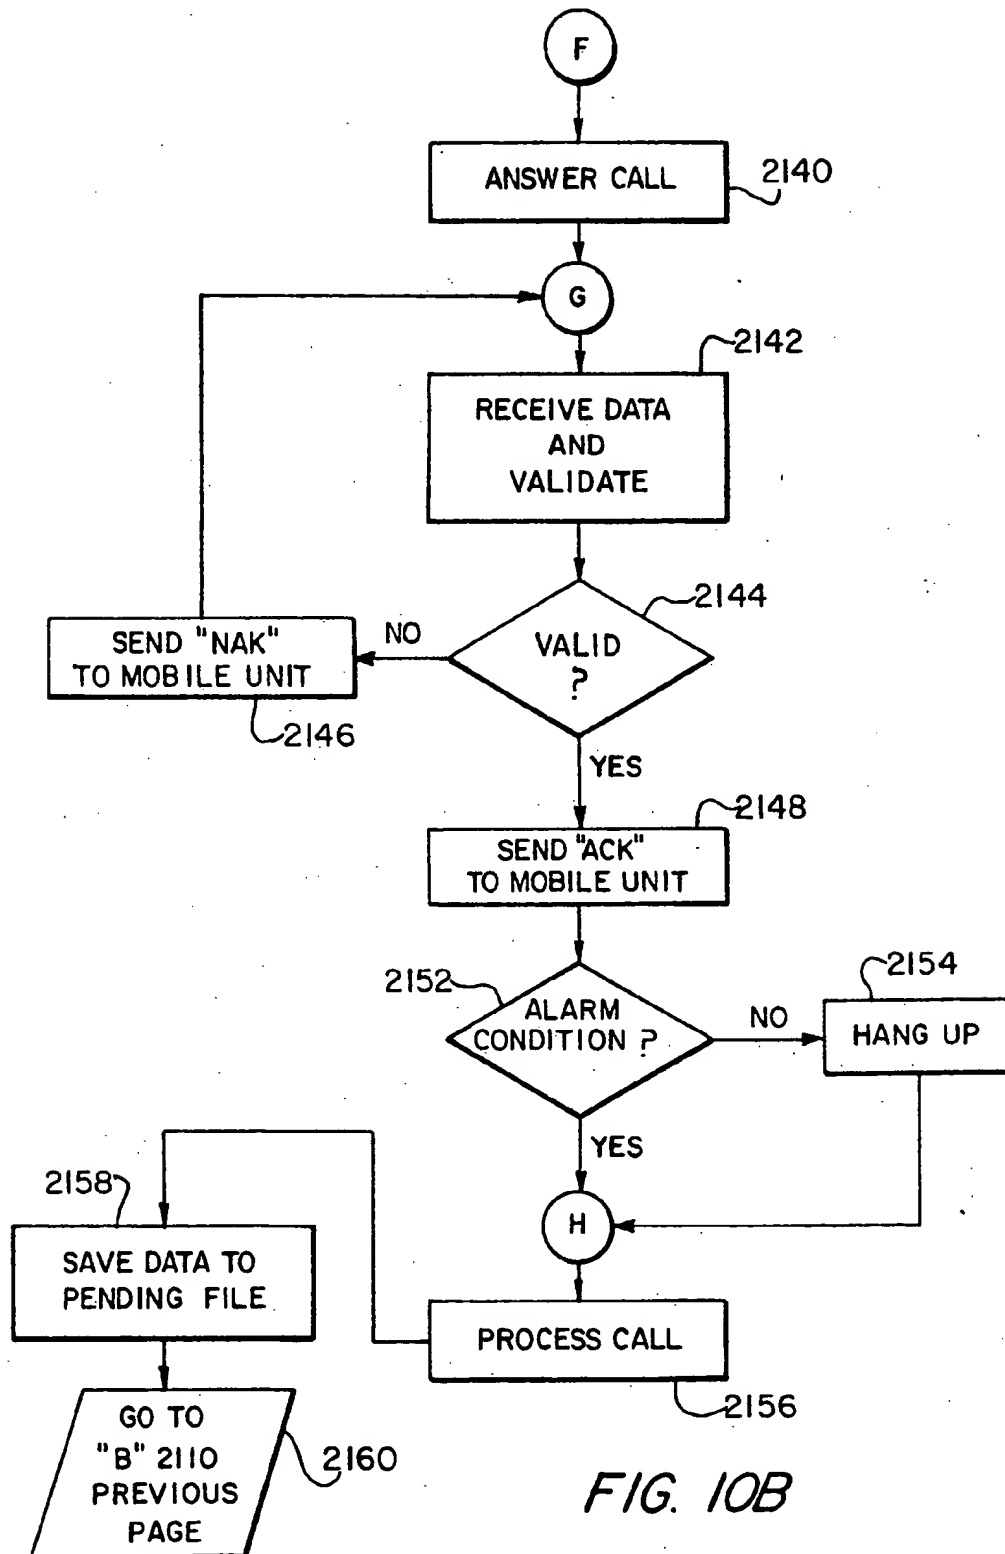 F
ANSWER CALL
2140
G
2142
RECEIVE DATA
AND
VALIDATE
2144
VALID
?
NO
SEND "NAK"
TO MOBILE UNIT
2146
YES
2148
SEND "ACK"
TO MOBILE UNIT
2152
ALARM
CONDITION ?
NO
2154
HANG UP
YES
H
2158
SAVE DATA TO
PENDING FILE
PROCESS CALL
2156
GO TO
"B" 2110
PREVIOUS
PAGE
2160
FIG. 10B